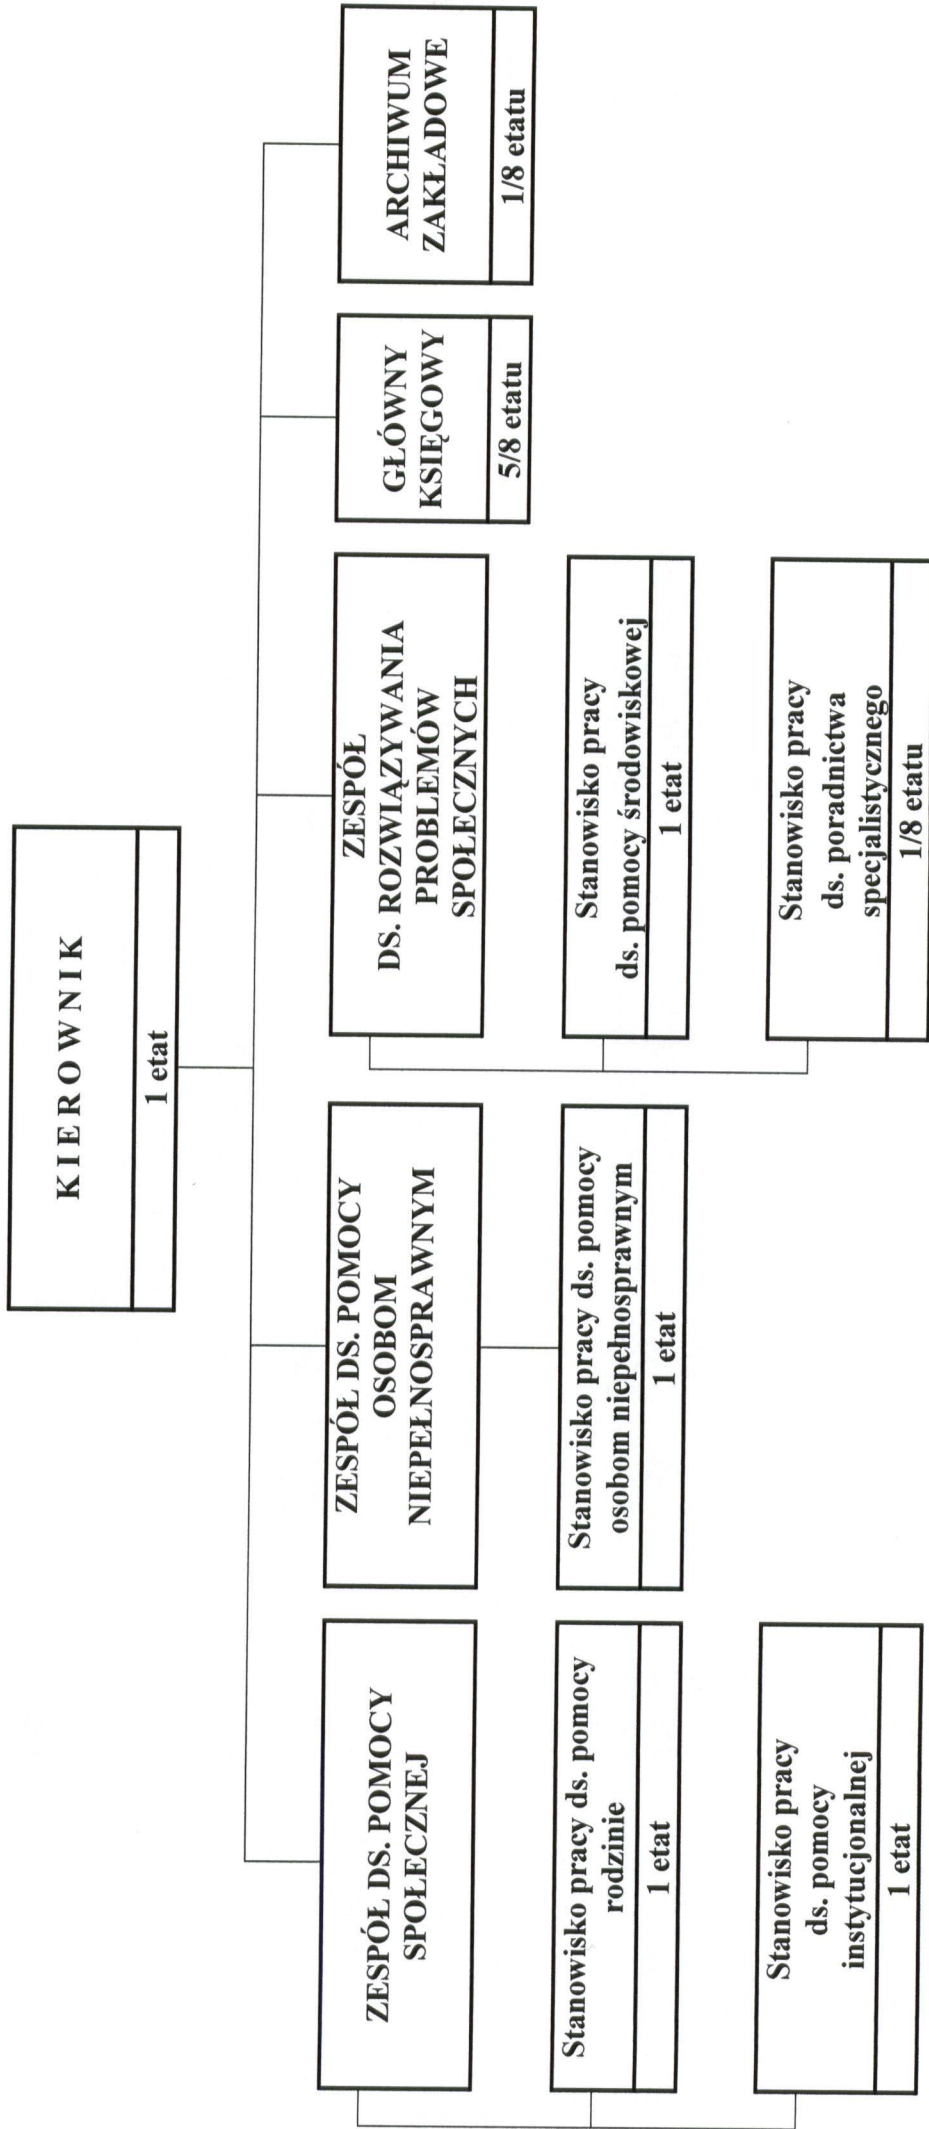 K I E R O W N I K
1 etat
ZESPÓŁ DS. POMOCY
SPOŁECZNEJ
Stanowisko pracy ds. pomocy
rodzinie
1 etat
Stanowisko pracy
ds. pomocy
instytucjonalnej
1 etat
ZESPÓŁ DS. POMOCY
OSOBOM
NIEPEŁNOSPRAWNYM
Stanowisko pracy ds. pomocy
osobom niepełnosprawnym
1 etat
ZESPÓŁ
DS. ROZWIĄZYWANIA
PROBLEMÓW
SPOŁECZNYCH
Stanowisko pracy
ds. pomocy środowiskowej
1 etat
Stanowisko pracy
ds. poradnictwa
specjalistycznego
1/8 etatu
GŁÓWNY
KSIĘGOWY
5/8 etatu
ARCHIWUM
ZAKŁADOWE
1/8 etatu